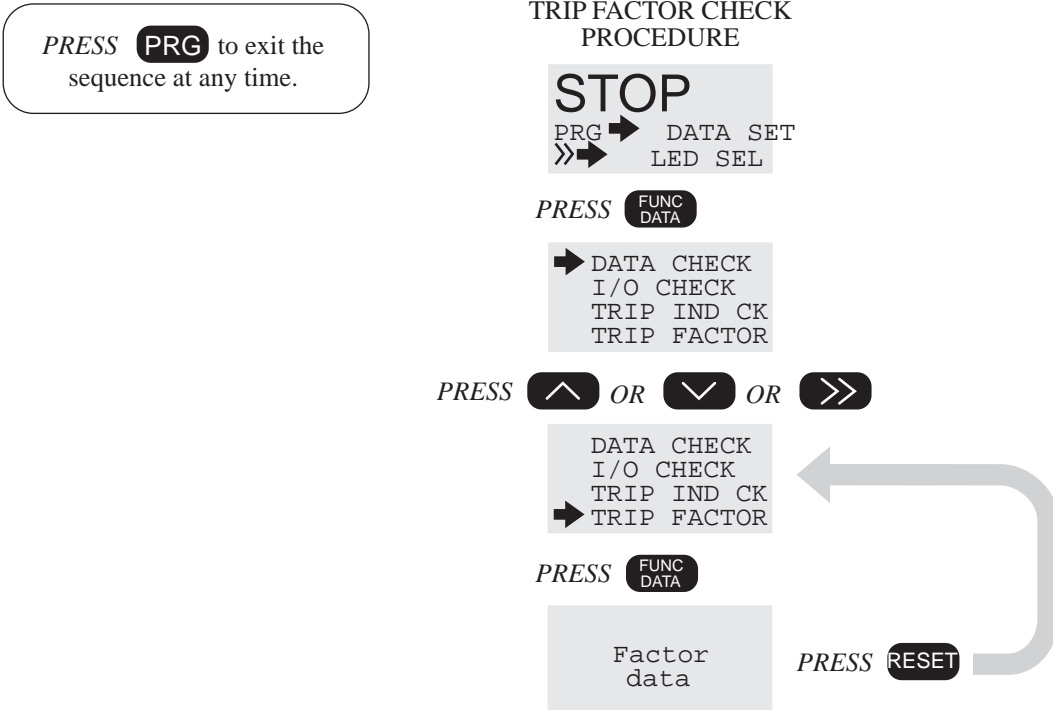 PRESS PRG to exit the
sequence at any time.
TRIP FACTOR CHECK
PROCEDURE
STOP
PRG DATA SET
LED SEL
PRESS FUNC
DATA
DATA CHECK
I/O CHECK
TRIP IND CK
TRIP FACTOR
PRESS OR OR
DATA CHECK
I/O CHECK
TRIP IND CK
TRIP FACTOR
PRESS FUNC
DATA
Factor
data
PRESS RESET